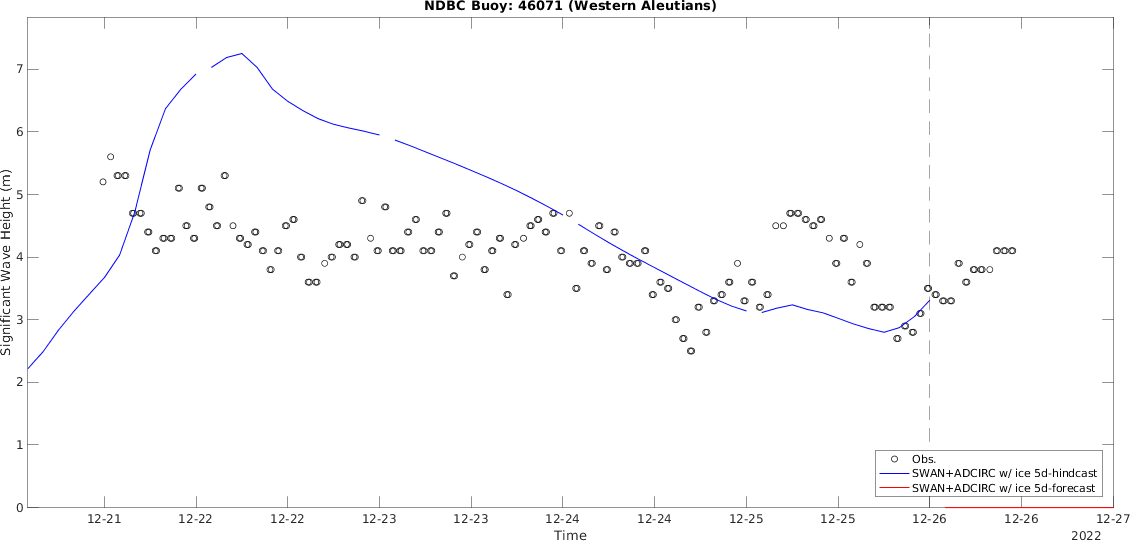 NDBC Buoy: 46071 (Western Aleutians)
Significant Wave Height (m)
7
6
5
4
3
2
1
0
Obs.
SWAN+ADCIRC w/ ice 5d-hindcast
SWAN+ADCIRC w/ ice 5d-forecast
12-21 12-22 12-22 12-23 12-23 12-24 12-24 12-25 12-25 12-26 12-26 12-27
Time
2022